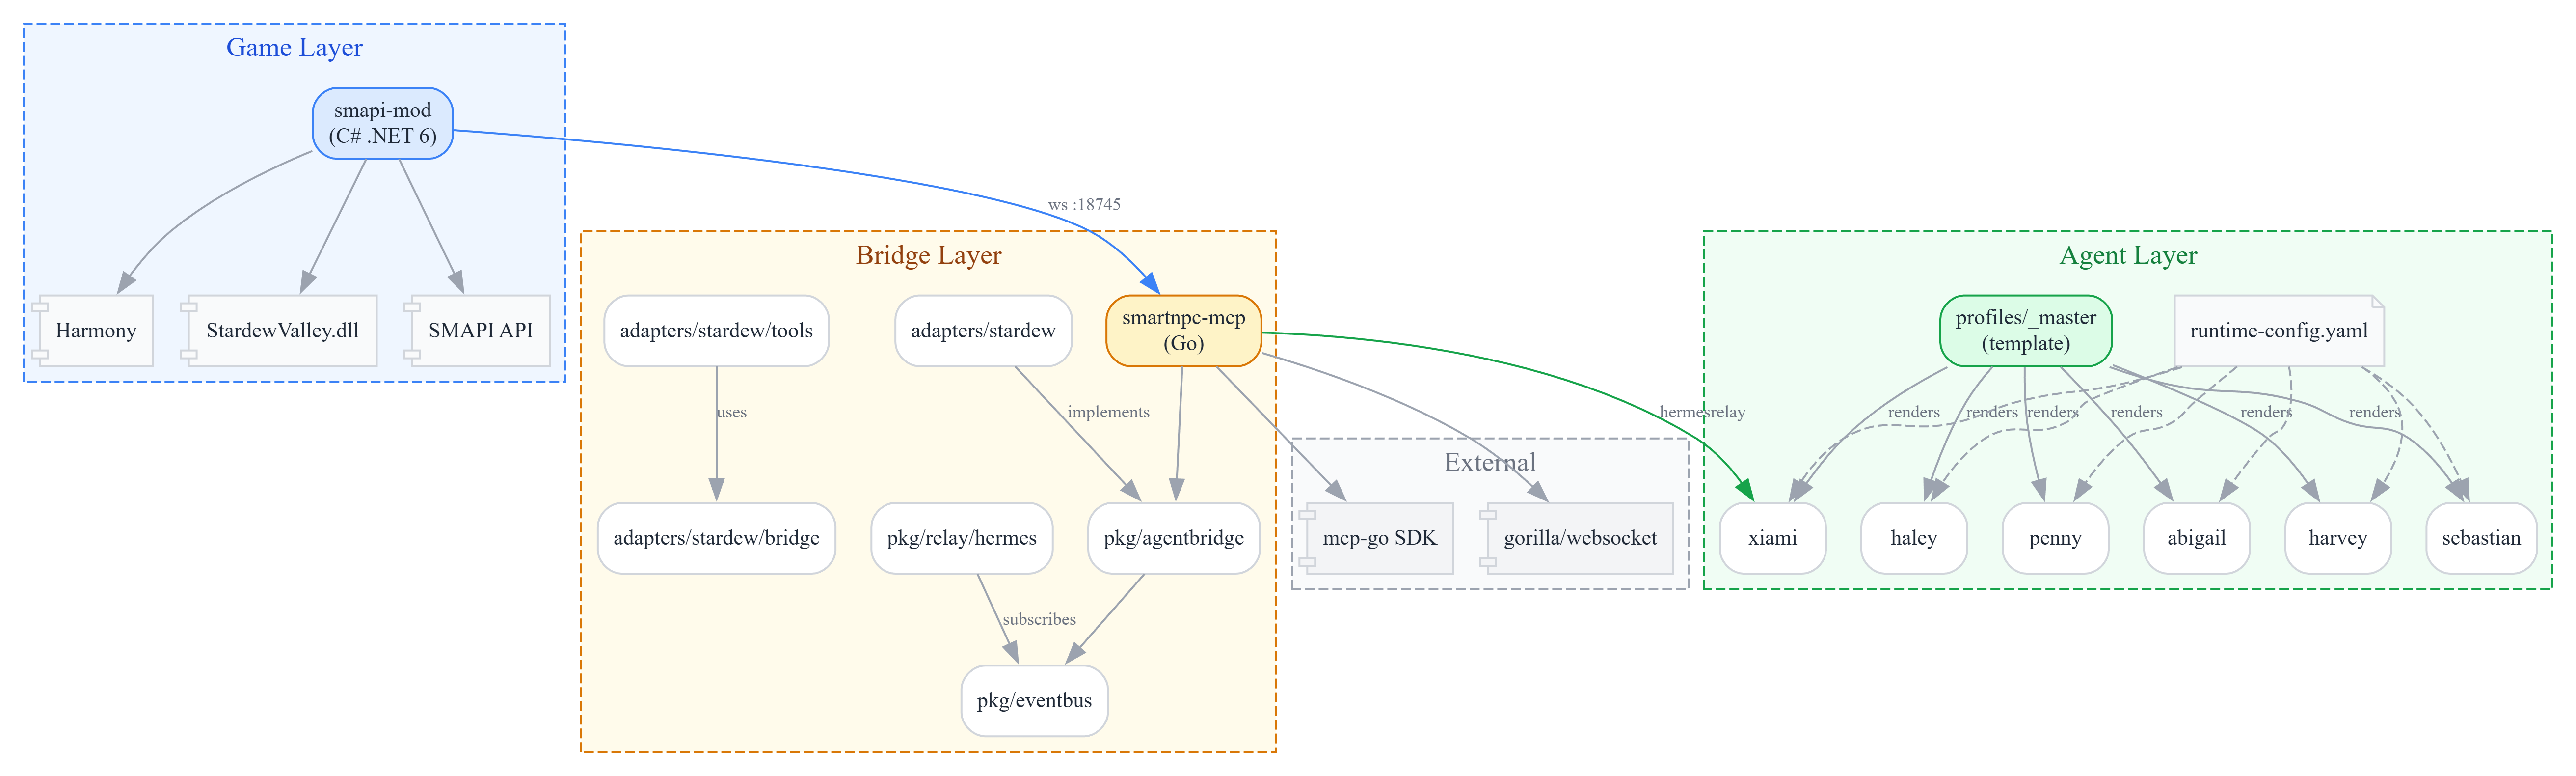 Game Layer
smapi-mod
(C# .NET 6)
Harmony
StardewValley.dll
SMAPI API
ws :18745
Bridge Layer
adapters/stardew/tools
adapters/stardew
smartnpc-mcp
(Go)
uses
implements
adapters/stardew/bridge
pkg/relay/hermes
pkg/agentbridge
subscribes
pkg/eventbus
External
mcp-go SDK
gorilla/websocket
hermesrelay
Agent Layer
profiles/_master
(template)
runtime-config.yaml
renders
renders
renders
renders
renders
renders
xiami
haley
penny
abigail
harvey
sebastian